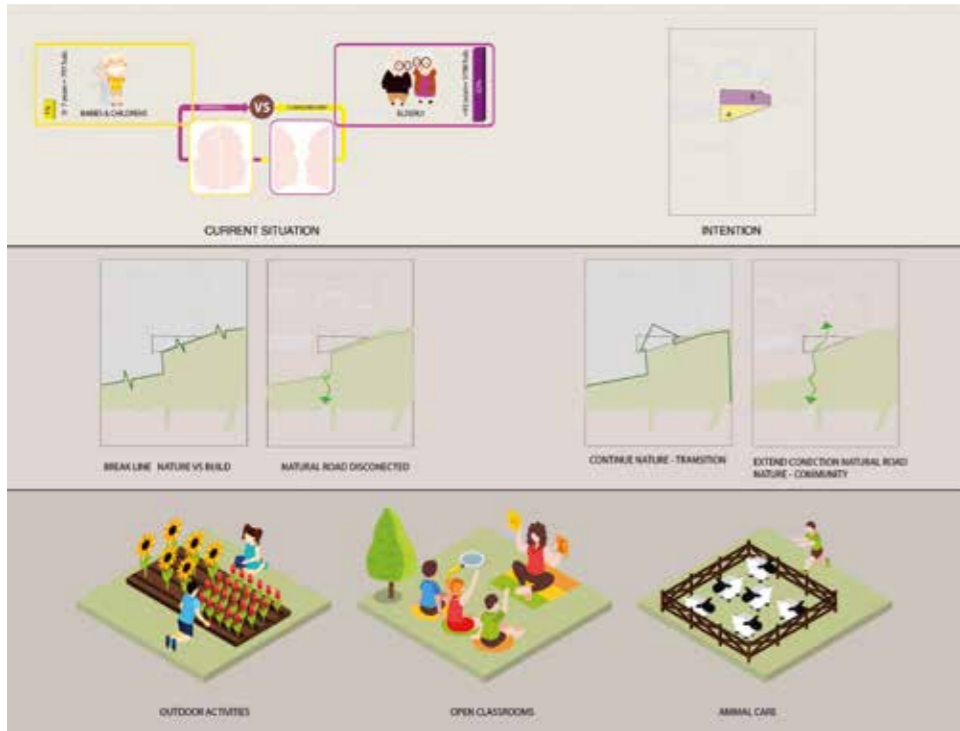 BABIES & CHILDRENS
VS
ELDERLY
CURRENT SITUATION
INTENTION
BREAK LINE NATURE VS BUILD
NATURAL ROAD DISCONECTED
CONTINUE NATURE - TRANSITION
EXTEND CONECTION NATURAL ROAD
NATURE - COMMUNITY
OUTDOOR ACTIVITIES
OPEN CLASSROOMS
ANIMAL CARE